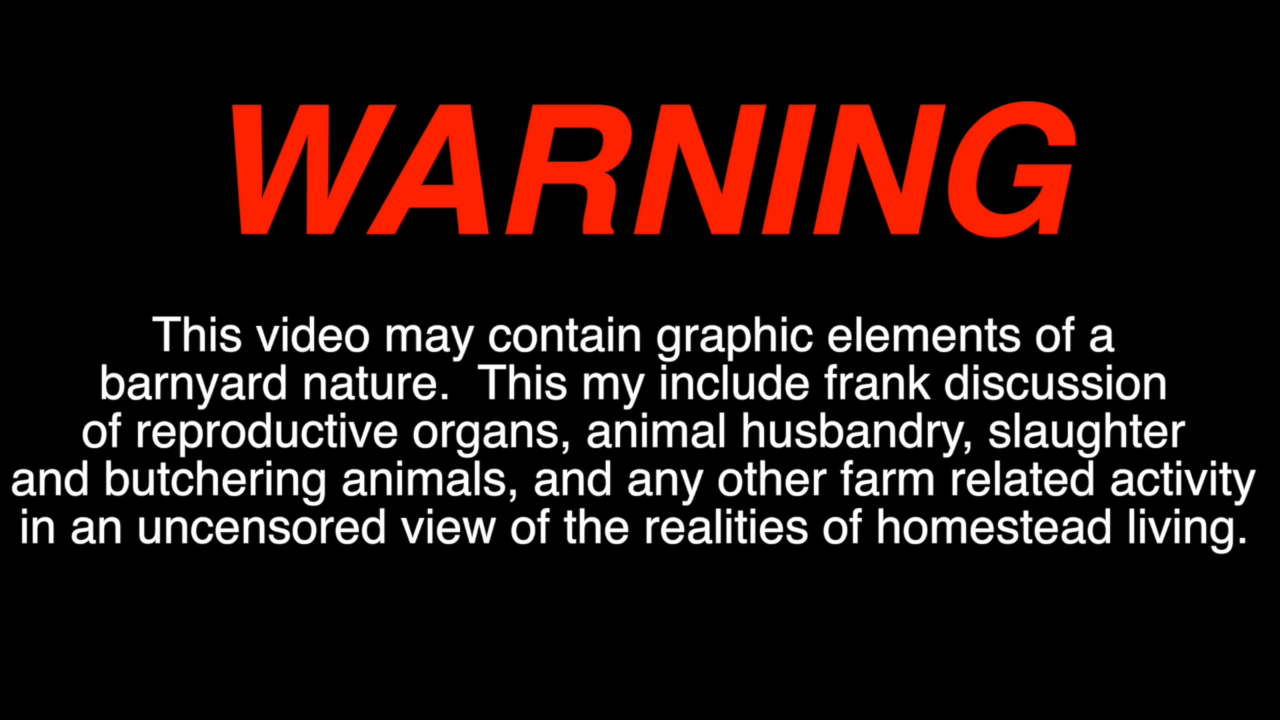 WARNING
This video may contain graphic elements of a
barnyard nature.  This my include frank discussion
of reproductive organs, animal husbandry, slaughter
and butchering animals, and any other farm related activity
in an uncensored view of the realities of homestead living.